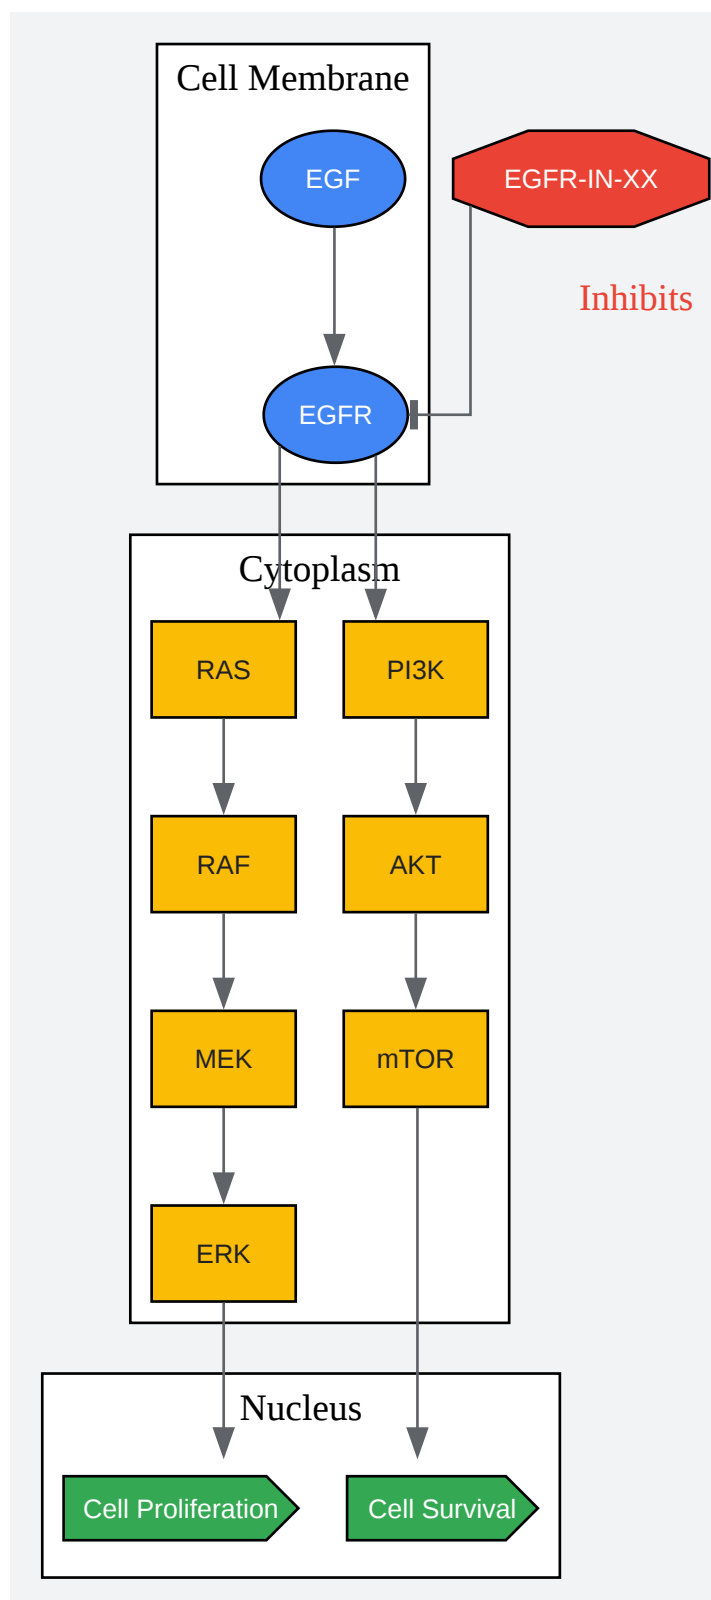 Cell Membrane
EGF
EGFR-IN-XX
Inhibits
EGFR
Cytoplasm
RAS
PI3K
RAF
AKT
MEK
mTOR
ERK
Nucleus
Cell Proliferation
Cell Survival